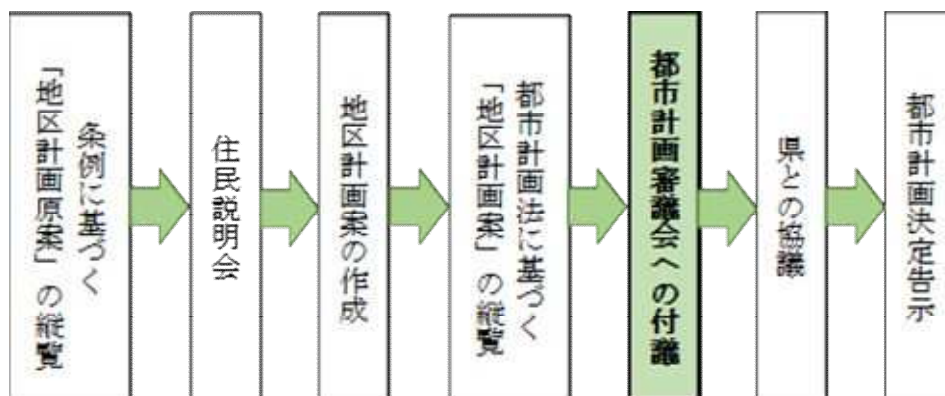 条例に基づく
「地区計画原案」の縦覧
住民説明会
地区計画案の作成
都市計画法に基づく
「地区計画案」の縦覧
都市計画審議会への付議
県との協議
都市計画決定告示